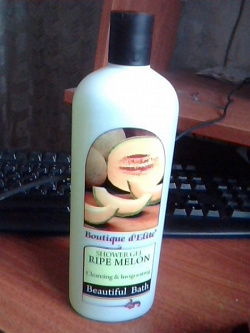 Boutique d'Elite
SHOWER GEL
RIPE MELON
Cleansing & Invigorating
Beautiful Bath